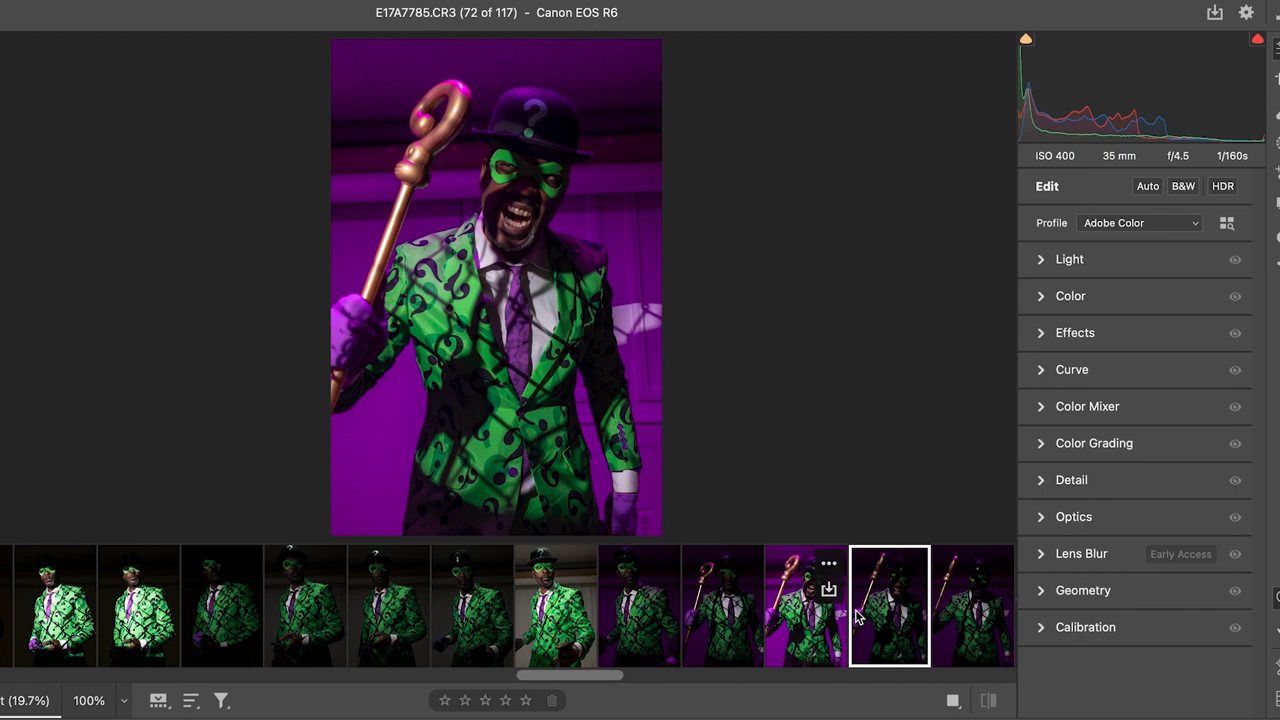 E17A7785.CR3 (72 of 117) - Canon EOS R6
?
ISO 400 35 mm f/4.5 1/160s
Edit Auto B&W HDR
Profile Adobe Color
Light
Color
Effects
Curve
Color Mixer
Color Grading
Detail
Optics
Lens Blur Early Access
Geometry
Calibration
t (19.7%) 100%